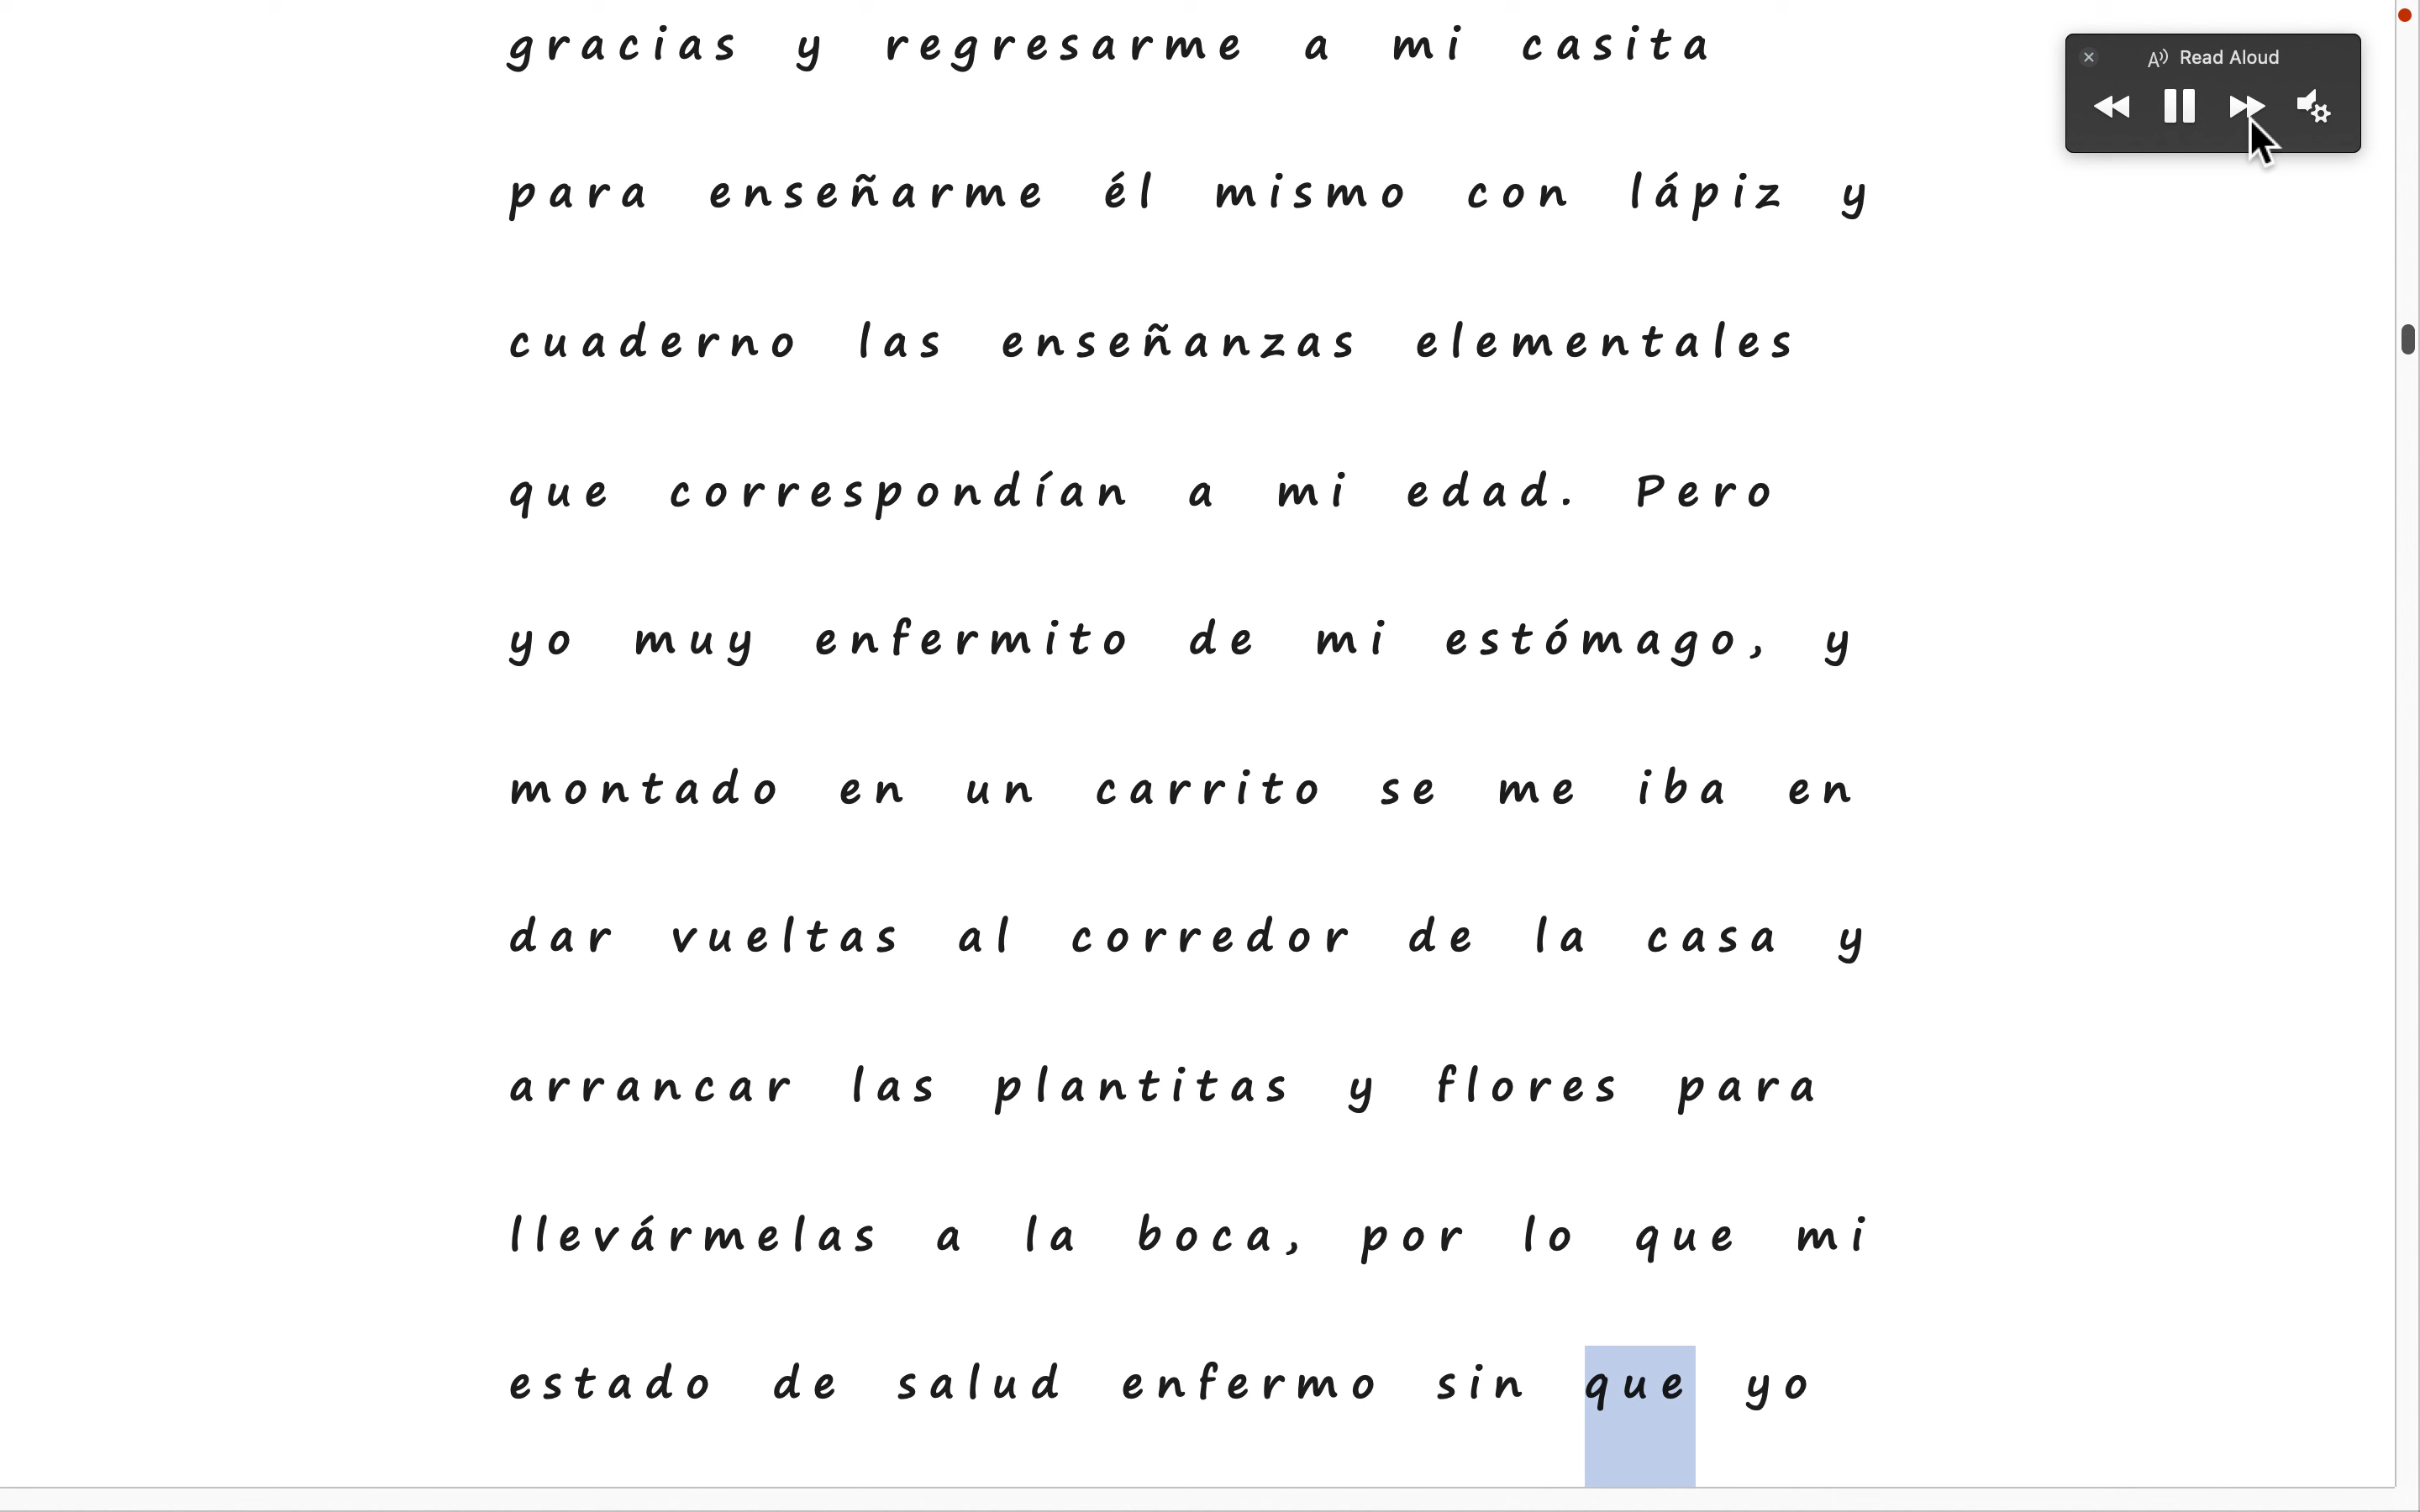 gracias y regresarme a mi casita
Read Aloud
para enseñarme él mismo con lápiz y
cuaderno las enseñanzas elementales
que correspondían a mi edad. Pero
yo muy enfermito de mi estómago, y
montado en un carrito se me iba en
dar vueltas al corredor de la casa y
arrancar las plantitas y flores para
llevármelas a la boca, por lo que mi
estado de salud enfermo sin que yo